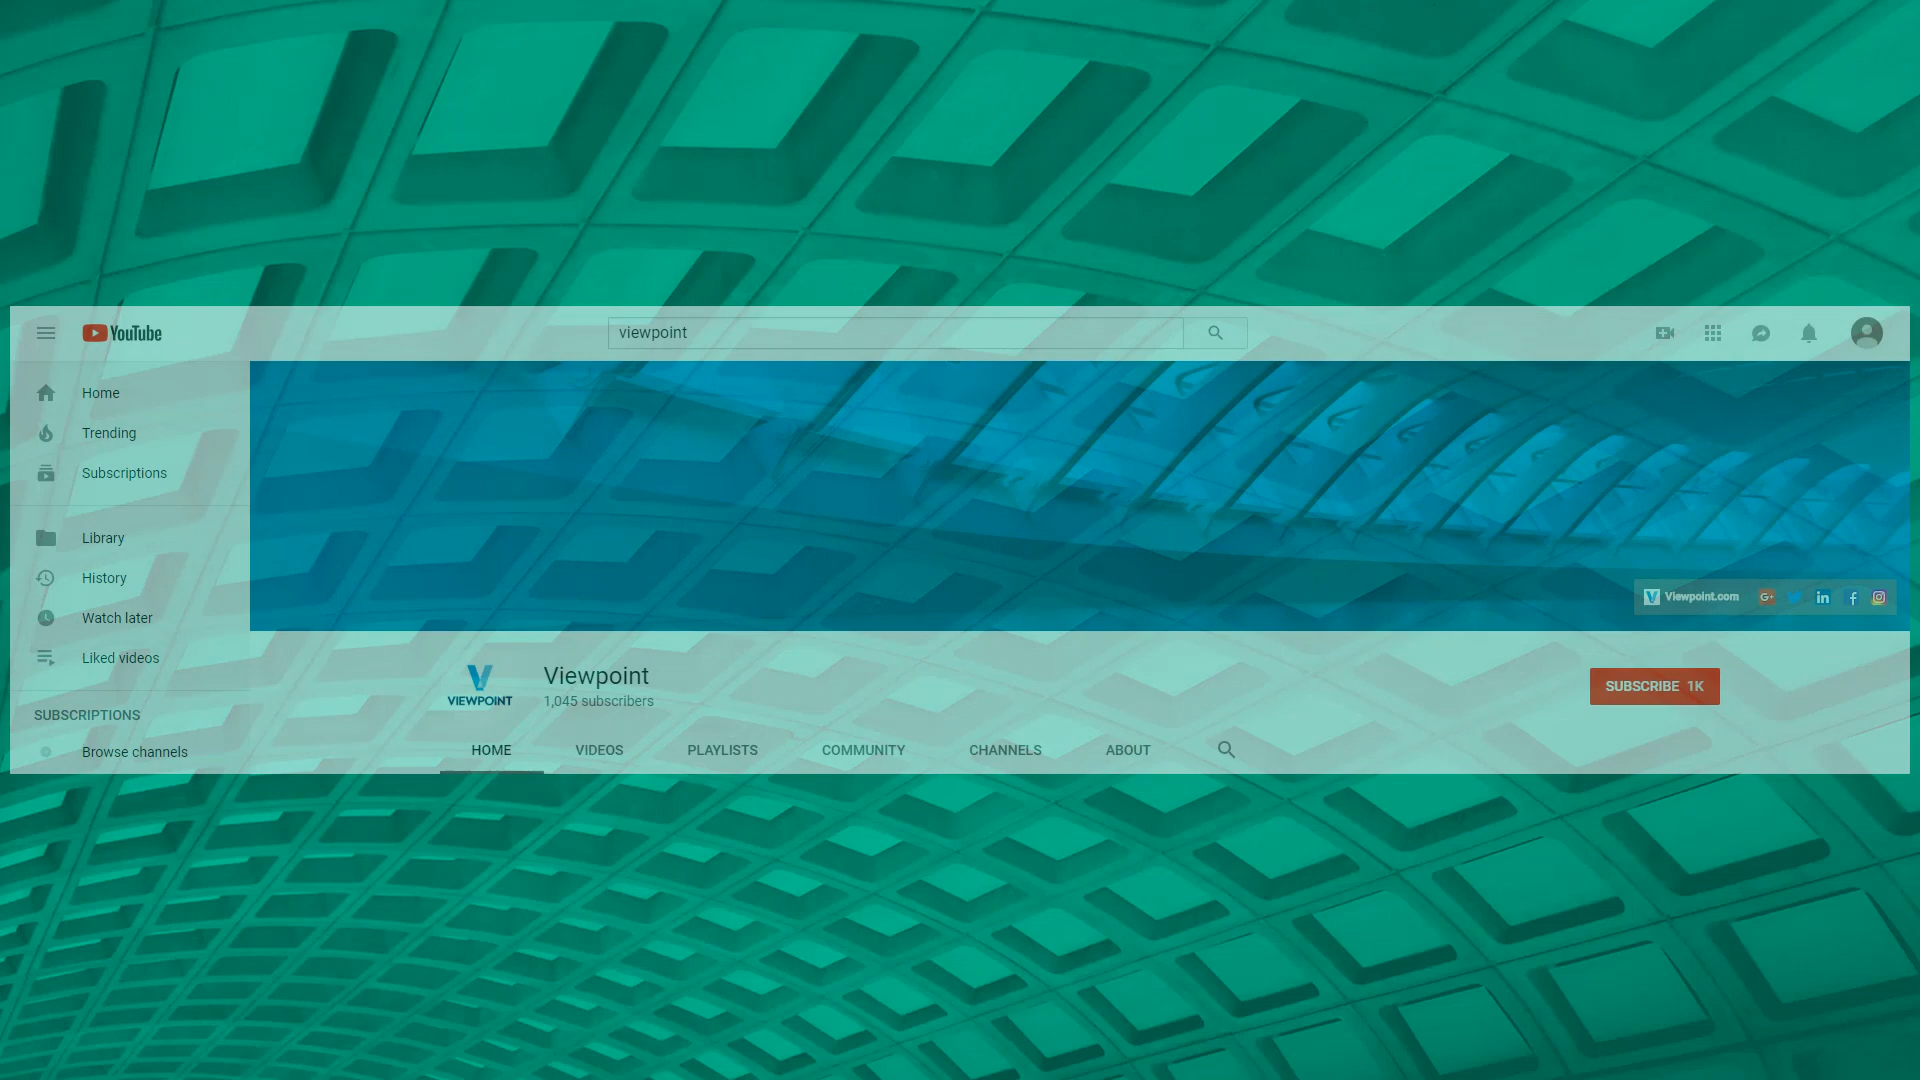 YouTube
viewpoint
Home
Trending
Subscriptions
Library
History
Watch later
Liked videos
SUBSCRIPTIONS
Browse channels
Viewpoint.com
G+
in
f
VIEWPOINT
Viewpoint
1,045 subscribers
SUBSCRIBE 1K
HOME VIDEOS PLAYLISTS COMMUNITY CHANNELS ABOUT